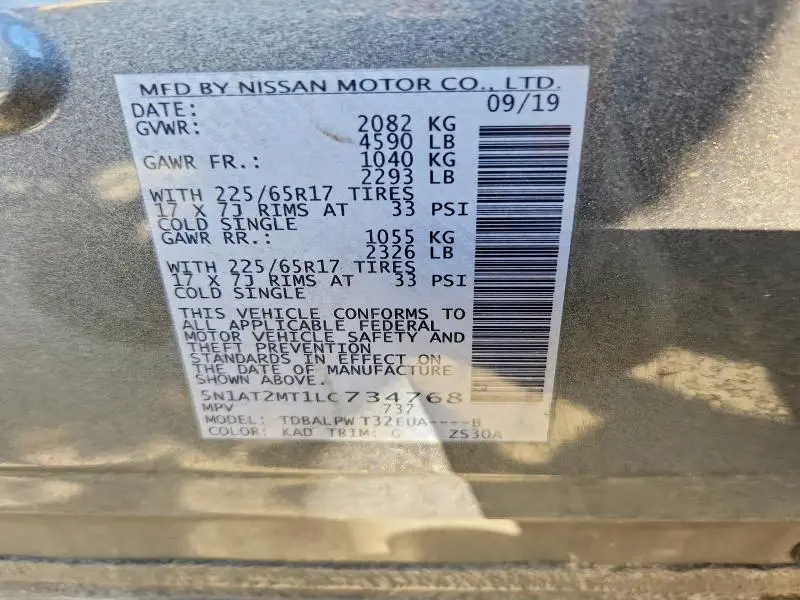 MFD BY NISSAN MOTOR CO., LTD.
DATE: 09/19
GVWR: 2082 KG
4590 LB
GAWR FR.: 1040 KG
2293 LB
WITH 225/65R17 TIRES
17 X 7J RIMS AT 33 PSI
COLD SINGLE
GAWR RR.: 1055 KG
2326 LB
WITH 225/65R17 TIRES
17 X 7J RIMS AT 33 PSI
COLD SINGLE
THIS VEHICLE CONFORMS TO
ALL APPLICABLE FEDERAL
MOTOR VEHICLE SAFETY AND
THEFT PREVENTION
STANDARDS IN EFFECT ON
THE DATE OF MANUFACTURE
SHOWN ABOVE.
5N1AT2MT1LC734768
MPV 737
MODEL: TDBALPW T32EUA----B
COLOR: KAD TRIM: G ZS30A